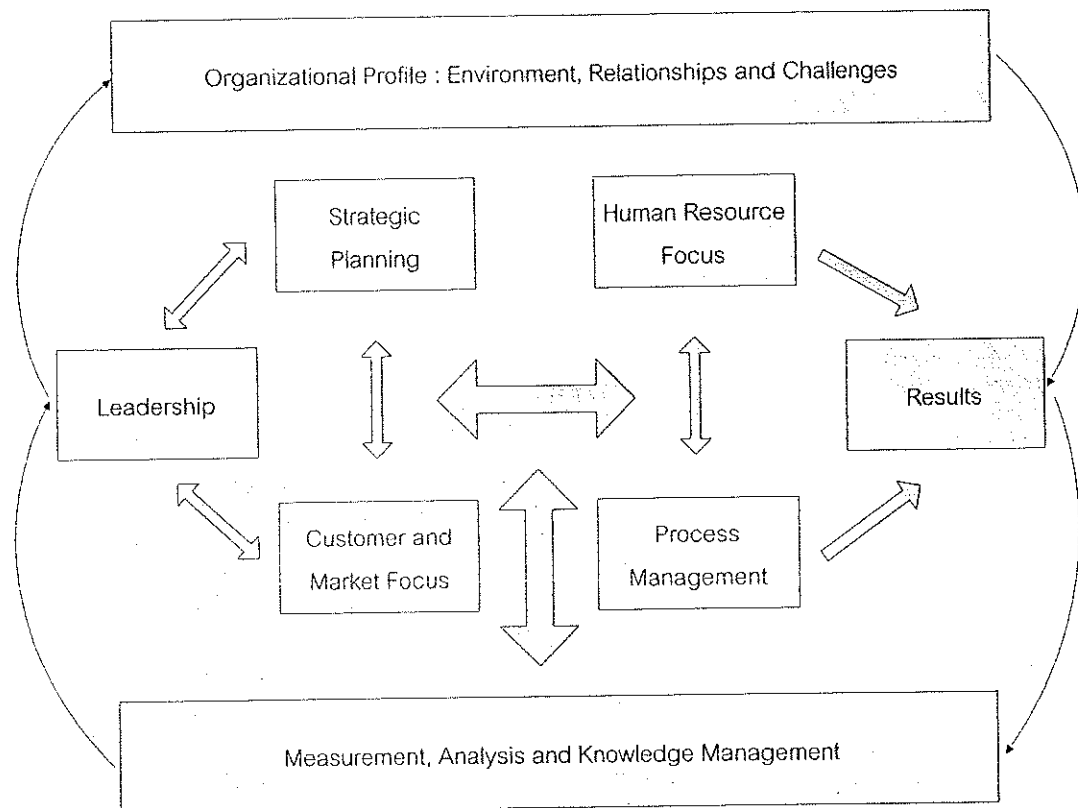 Organizational Profile : Environment, Relationships and Challenges
Strategic
Planning
Human Resource
Focus
Leadership
Results
Customer and
Market Focus
Process
Management
Measurement, Analysis and Knowledge Management